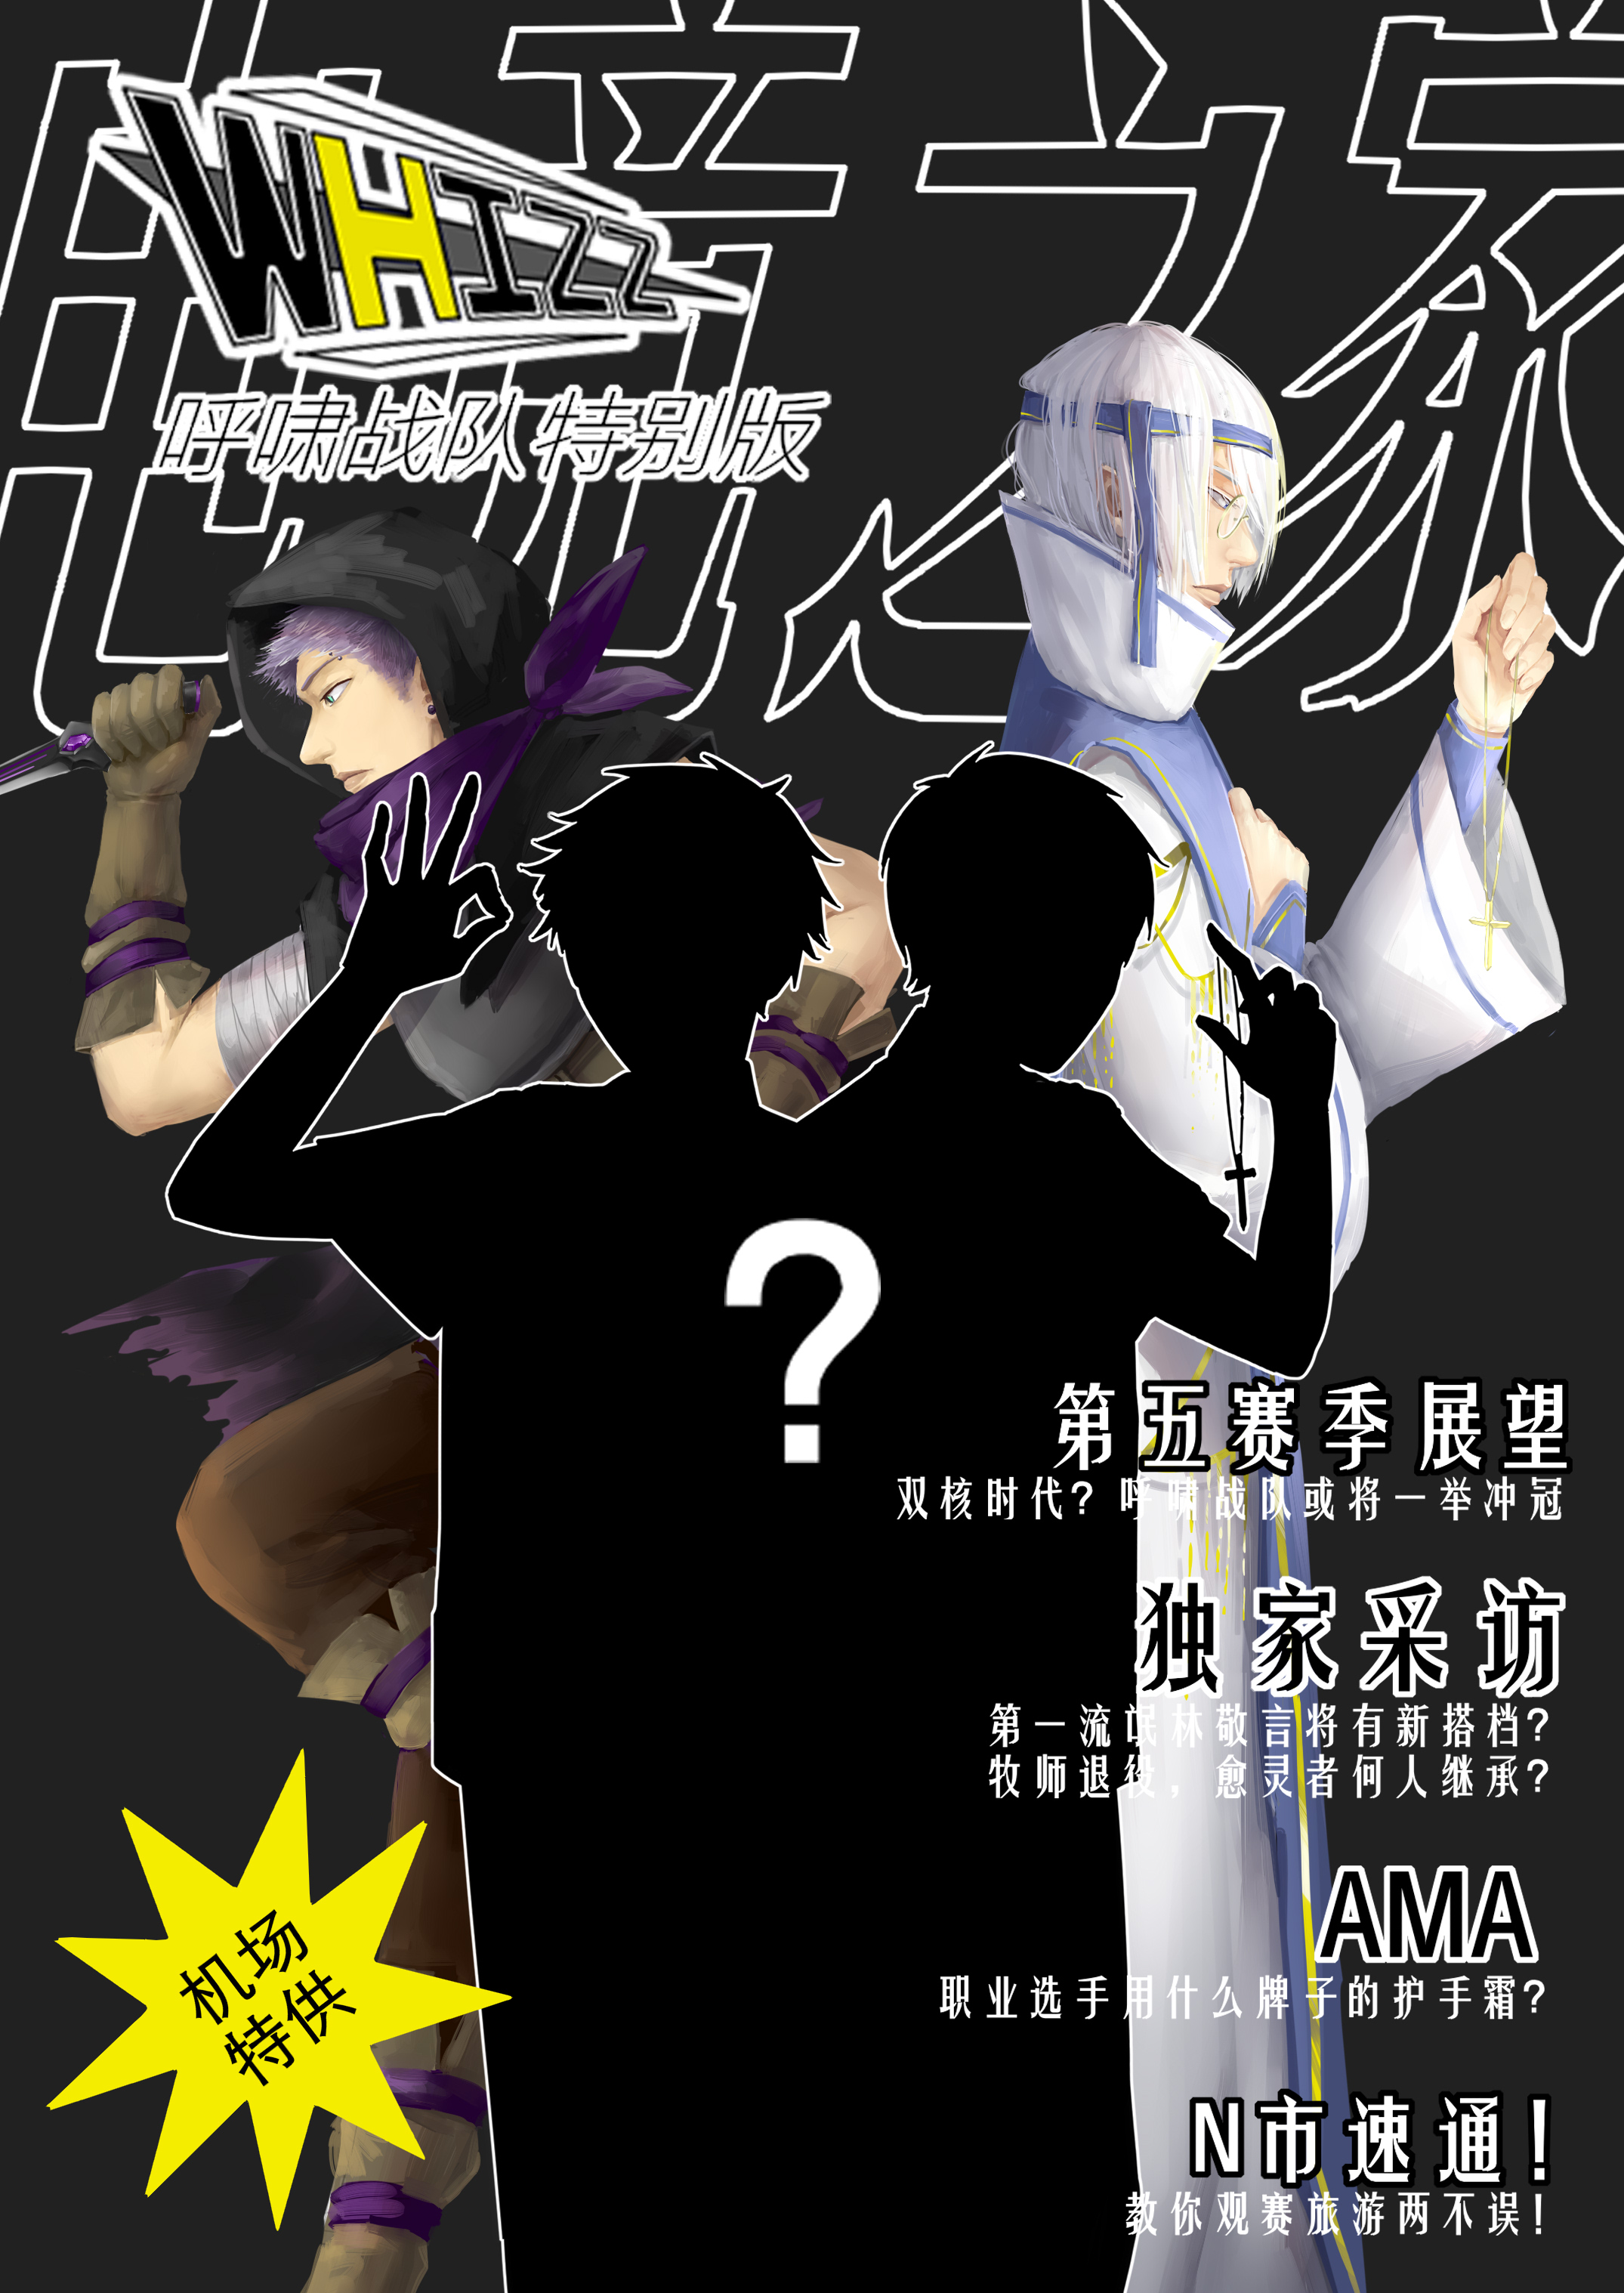 电竞之家
WHIZZ
呼啸战队特别版
?
第五赛季展望
双核时代?呼啸战队或将一举冲冠
独家采访
第一流氓林敬言将有新搭档?
牧师退役,愈灵者何人继承?
AMA
职业选手用什么牌子的护手霜?
N市速通!
教你观赛旅游两不误!
机场
特供